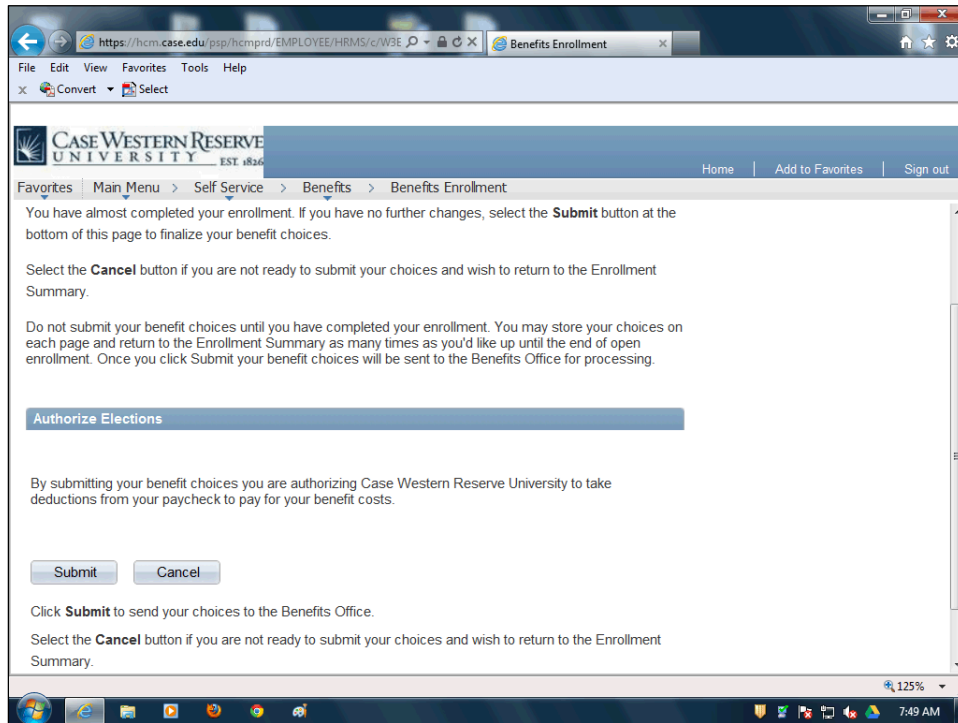 https://hcm.case.edu/psp/hcmprd/EMPLOYEE/HRMS/c/W3E
Benefits Enrollment
File Edit View Favorites Tools Help
x Convert Select
CASE WESTERN RESERVE
UNIVERSITY EST. 1826
Home | Add to Favorites | Sign out
Favorites Main Menu > Self Service > Benefits > Benefits Enrollment
You have almost completed your enrollment. If you have no further changes, select the Submit button at the
bottom of this page to finalize your benefit choices.
Select the Cancel button if you are not ready to submit your choices and wish to return to the Enrollment
Summary.
Do not submit your benefit choices until you have completed your enrollment. You may store your choices on
each page and return to the Enrollment Summary as many times as you'd like up until the end of open
enrollment. Once you click Submit your benefit choices will be sent to the Benefits Office for processing.
Authorize Elections
By submitting your benefit choices you are authorizing Case Western Reserve University to take
deductions from your paycheck to pay for your benefit costs.
Submit Cancel
Click Submit to send your choices to the Benefits Office.
Select the Cancel button if you are not ready to submit your choices and wish to return to the Enrollment
Summary.
125%
7:49 AM